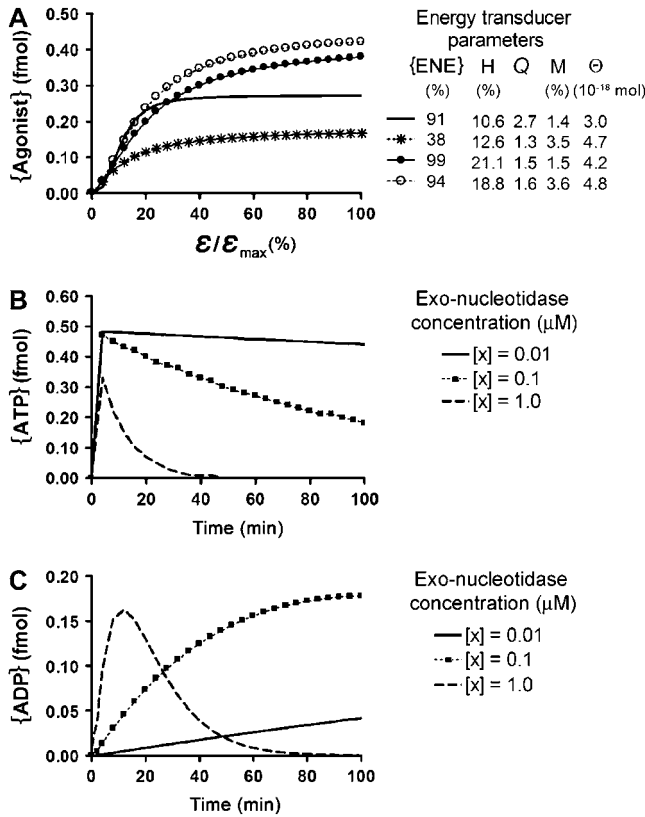 A
{Agonist} (fmol)
0.50
0.40
0.30
0.20
0.10
0.00
0 20 40 60 80 100
ε/εmax(%)
Energy transducer
parameters
{ENE} H Q M Θ
(%) (%) (%) (10⁻¹⁸ mol)
91 10.6 2.7 1.4 3.0
38 12.6 1.3 3.5 4.7
99 21.1 1.5 1.5 4.2
94 18.8 1.6 3.6 4.8
B
{ATP} (fmol)
0.60
0.50
0.40
0.30
0.20
0.10
0.00
0 20 40 60 80 100
Time (min)
Exo-nucleotidase
concentration (μM)
[x] = 0.01
[x] = 0.1
[x] = 1.0
C
{ADP} (fmol)
0.20
0.15
0.10
0.05
0.00
0 20 40 60 80 100
Time (min)
Exo-nucleotidase
concentration (μM)
[x] = 0.01
[x] = 0.1
[x] = 1.0